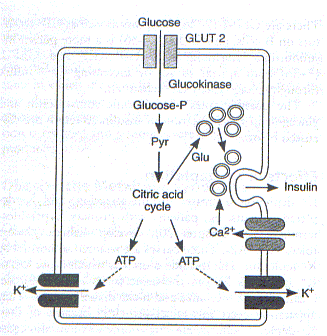 Glucose
GLUT 2
Glucokinase
Glucose-P
Pyr
Glu
Citric acid
cycle
Insulin
Ca2+
ATP
ATP
K+
K+